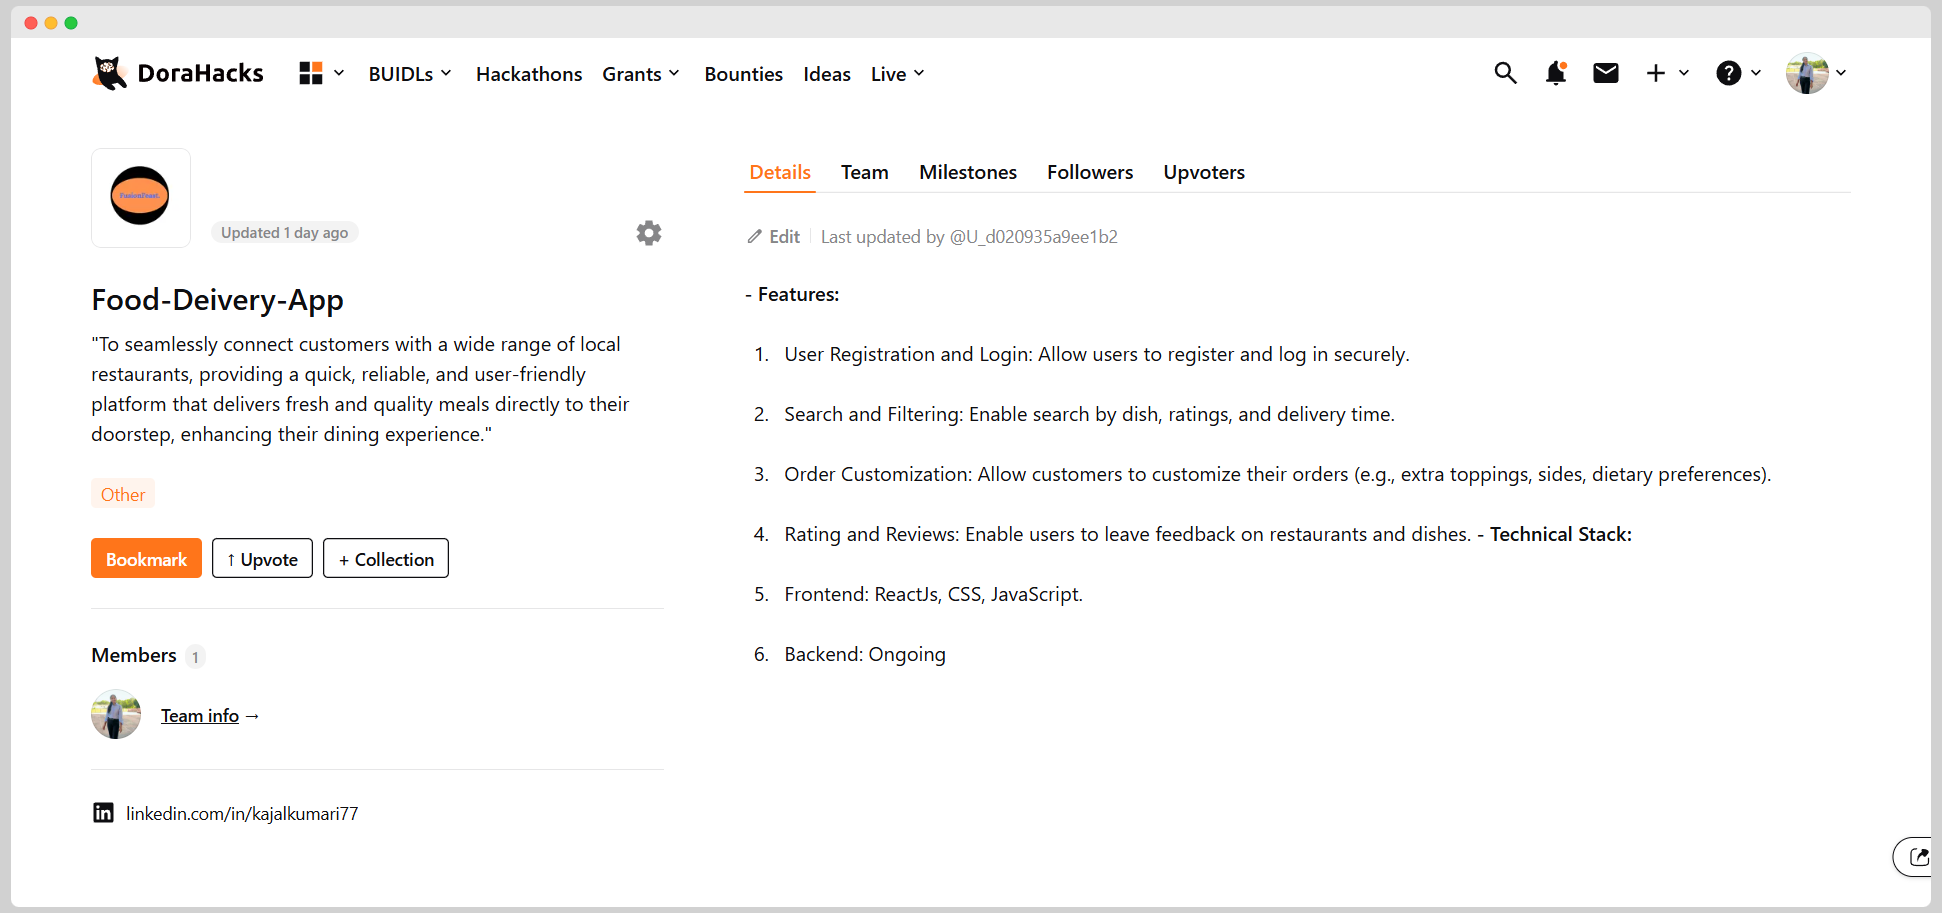 DoraHacks
BUIDLs
Hackathons
Grants
Bounties
Ideas
Live
FusionFeast
Updated 1 day ago
Food-Deivery-App
"To seamlessly connect customers with a wide range of local
restaurants, providing a quick, reliable, and user-friendly
platform that delivers fresh and quality meals directly to their
doorstep, enhancing their dining experience."
Other
Bookmark
↑ Upvote
+ Collection
Members 1
Team info →
linkedin.com/in/kajalkumari77
Details
Team
Milestones
Followers
Upvoters
Edit
Last updated by @U_d020935a9ee1b2
- Features:
1. User Registration and Login: Allow users to register and log in securely.
2. Search and Filtering: Enable search by dish, ratings, and delivery time.
3. Order Customization: Allow customers to customize their orders (e.g., extra toppings, sides, dietary preferences).
4. Rating and Reviews: Enable users to leave feedback on restaurants and dishes. - Technical Stack:
5. Frontend: ReactJs, CSS, JavaScript.
6. Backend: Ongoing